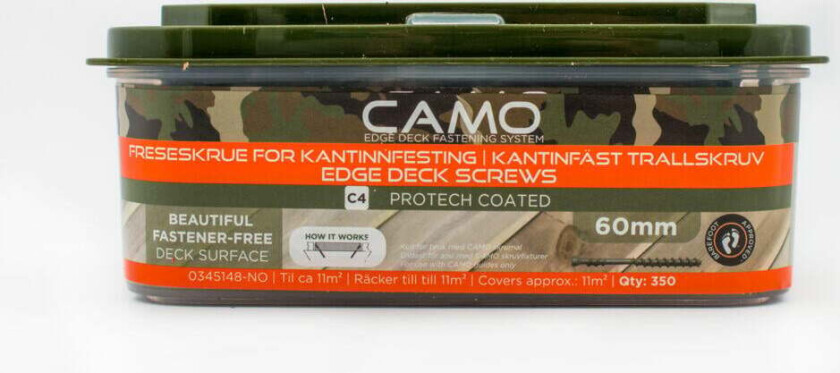 CAMO
EDGE DECK FASTENING SYSTEM
FRESESKRUE FOR KANTINNFESTING | KANTINFÄST TRALLSKRUV
EDGE DECK SCREWS
C4 PROTECH COATED
BEAUTIFUL
FASTENER-FREE
DECK SURFACE
HOW IT WORKS
60mm
BAREFOOT APPROVED
0345148-NO | Til ca 11m² | Räcker till till 11m² | Covers approx.: 11m² | Qty: 350